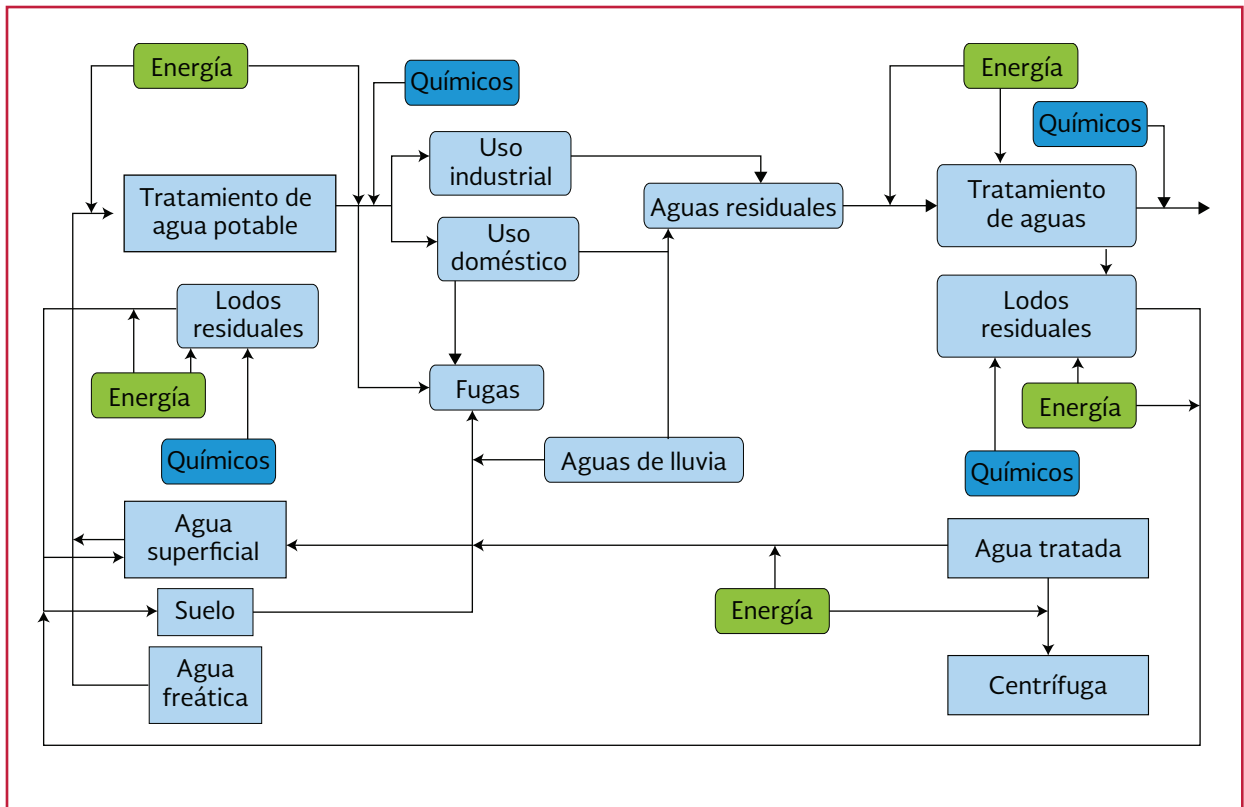 Energía
Químicos
Energía
Químicos
Uso
industrial
Tratamiento de
agua potable
Aguas residuales
Tratamiento
de aguas
Uso
doméstico
Lodos
residuales
Lodos
residuales
Fugas
Energía
Energía
Químicos
Aguas de lluvia
Químicos
Agua
superficial
Agua tratada
Suelo
Energía
Agua
freática
Centrífuga